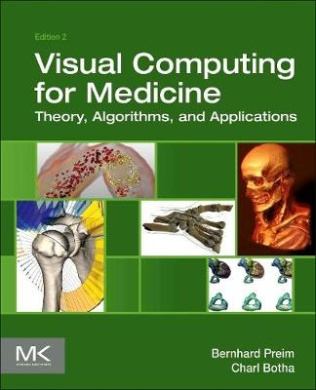 Edition 2
Visual Computing
for Medicine
Theory, Algorithms, and Applications
MK
Bernhard Preim
Charl Botha